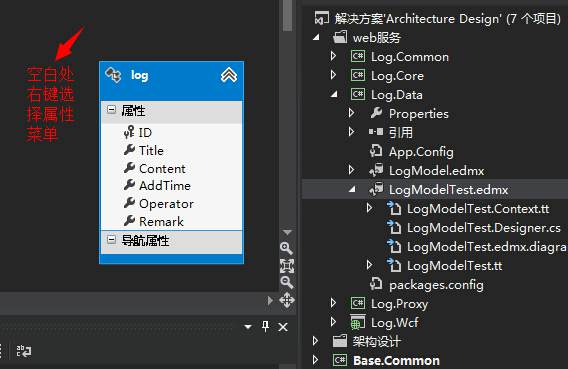 空白处
右键选
择属性
菜单
log
属性
ID
Title
Content
AddTime
Operator
Remark
导航属性
解决方案'Architecture Design' (7 个项目)
web服务
Log.Common
Log.Core
Log.Data
Properties
引用
App.Config
LogModel.edmx
LogModelTest.edmx
LogModelTest.Context.tt
LogModelTest.Designer.cs
LogModelTest.edmx.diagra
LogModelTest.tt
packages.config
Log.Proxy
Log.Wcf
架构设计
Base.Common